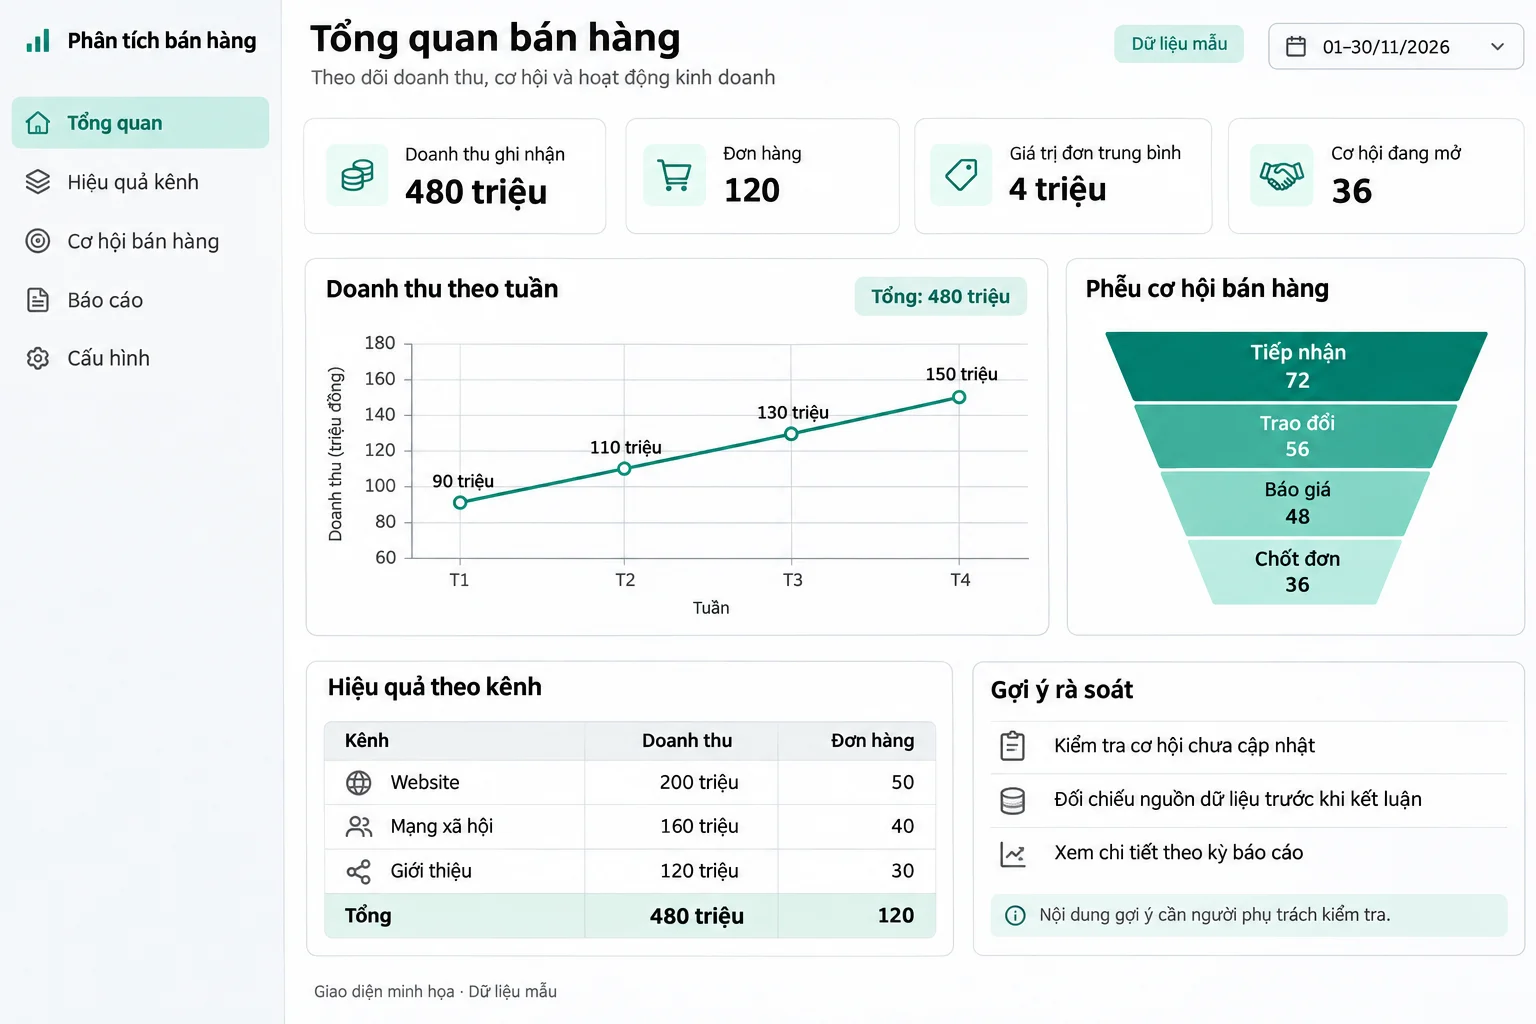 Phân tích bán hàng
Tổng quan
Hiệu quả kênh
Cơ hội bán hàng
Báo cáo
Cấu hình
Tổng quan bán hàng
Theo dõi doanh thu, cơ hội và hoạt động kinh doanh
Dữ liệu mẫu
01–30/11/2026
Doanh thu ghi nhận
480 triệu
Đơn hàng
120
Giá trị đơn trung bình
4 triệu
Cơ hội đang mở
36
Doanh thu theo tuần
Tổng: 480 triệu
Doanh thu (triệu đồng)
180
160
140
120
100
80
60
90 triệu
110 triệu
130 triệu
150 triệu
T1
T2
T3
T4
Tuần
Phễu cơ hội bán hàng
Tiếp nhận
72
Trao đổi
56
Báo giá
48
Chốt đơn
36
Hiệu quả theo kênh
Kênh Doanh thu Đơn hàng
Website 200 triệu 50
Mạng xã hội 160 triệu 40
Giới thiệu 120 triệu 30
Tổng 480 triệu 120
Gợi ý rà soát
Kiểm tra cơ hội chưa cập nhật
Đối chiếu nguồn dữ liệu trước khi kết luận
Xem chi tiết theo kỳ báo cáo
Nội dung gợi ý cần người phụ trách kiểm tra.
Giao diện minh họa · Dữ liệu mẫu